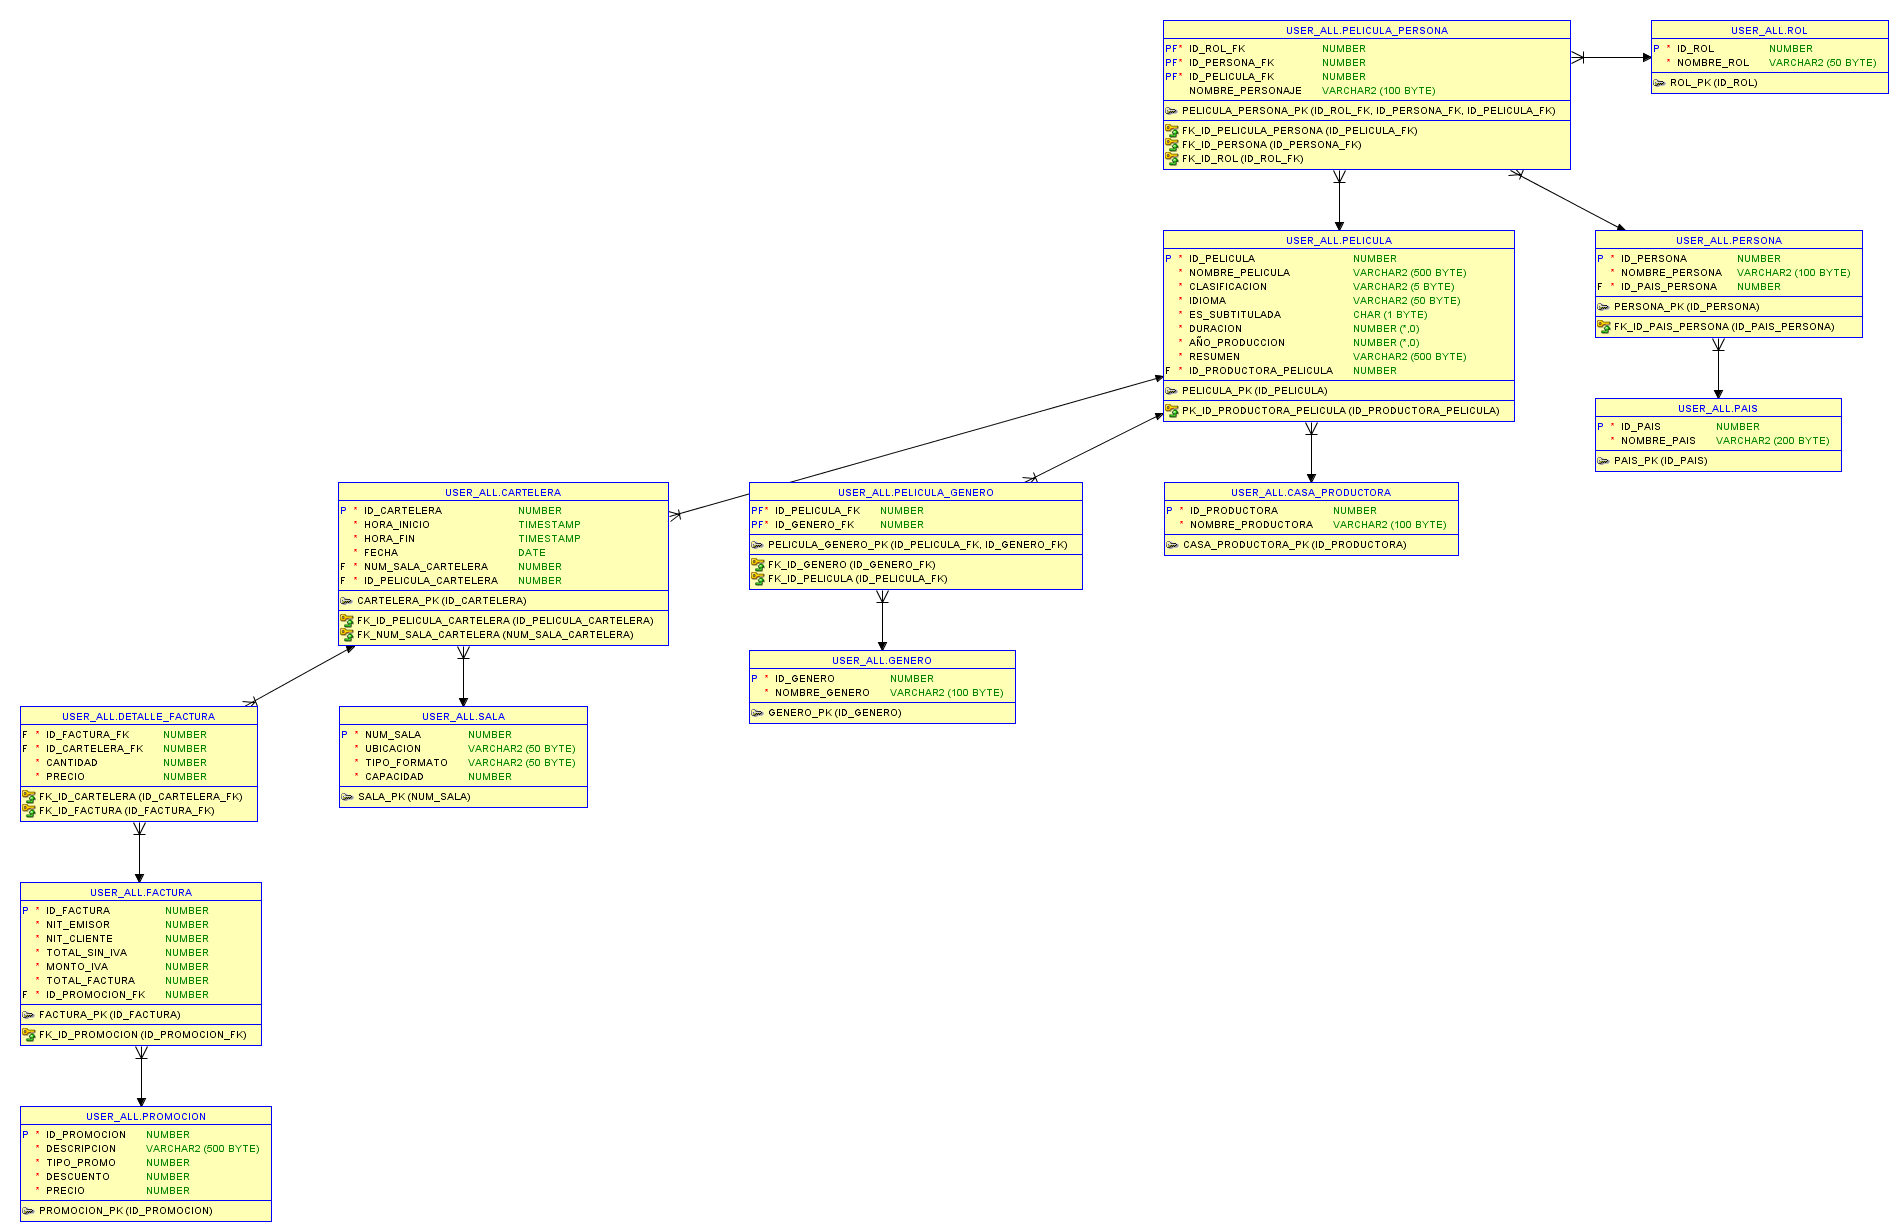 USER_ALL.PELICULA_PERSONA
PF* ID_ROL_FK NUMBER
PF* ID_PERSONA_FK NUMBER
PF* ID_PELICULA_FK NUMBER
NOMBRE_PERSONAJE VARCHAR2 (100 BYTE)
PELICULA_PERSONA_PK (ID_ROL_FK, ID_PERSONA_FK, ID_PELICULA_FK)
FK_ID_PELICULA_PERSONA (ID_PELICULA_FK)
FK_ID_PERSONA (ID_PERSONA_FK)
FK_ID_ROL (ID_ROL_FK)
USER_ALL.ROL
P * ID_ROL NUMBER
* NOMBRE_ROL VARCHAR2 (50 BYTE)
ROL_PK (ID_ROL)
USER_ALL.PELICULA
P * ID_PELICULA NUMBER
* NOMBRE_PELICULA VARCHAR2 (500 BYTE)
* CLASIFICACION VARCHAR2 (5 BYTE)
* IDIOMA VARCHAR2 (50 BYTE)
* ES_SUBTITULADA CHAR (1 BYTE)
* DURACION NUMBER (*,0)
* AÑO_PRODUCCION NUMBER (*,0)
* RESUMEN VARCHAR2 (500 BYTE)
F * ID_PRODUCTORA_PELICULA NUMBER
PELICULA_PK (ID_PELICULA)
PK_ID_PRODUCTORA_PELICULA (ID_PRODUCTORA_PELICULA)
USER_ALL.PERSONA
P * ID_PERSONA NUMBER
* NOMBRE_PERSONA VARCHAR2 (100 BYTE)
F * ID_PAIS_PERSONA NUMBER
PERSONA_PK (ID_PERSONA)
FK_ID_PAIS_PERSONA (ID_PAIS_PERSONA)
USER_ALL.PAIS
P * ID_PAIS NUMBER
* NOMBRE_PAIS VARCHAR2 (200 BYTE)
PAIS_PK (ID_PAIS)
USER_ALL.CARTELERA
P * ID_CARTELERA NUMBER
* HORA_INICIO TIMESTAMP
* HORA_FIN TIMESTAMP
* FECHA DATE
F * NUM_SALA_CARTELERA NUMBER
F * ID_PELICULA_CARTELERA NUMBER
CARTELERA_PK (ID_CARTELERA)
FK_ID_PELICULA_CARTELERA (ID_PELICULA_CARTELERA)
FK_NUM_SALA_CARTELERA (NUM_SALA_CARTELERA)
USER_ALL.PELICULA_GENERO
PF* ID_PELICULA_FK NUMBER
PF* ID_GENERO_FK NUMBER
PELICULA_GENERO_PK (ID_PELICULA_FK, ID_GENERO_FK)
FK_ID_GENERO (ID_GENERO_FK)
FK_ID_PELICULA (ID_PELICULA_FK)
USER_ALL.CASA_PRODUCTORA
P * ID_PRODUCTORA NUMBER
* NOMBRE_PRODUCTORA VARCHAR2 (100 BYTE)
CASA_PRODUCTORA_PK (ID_PRODUCTORA)
USER_ALL.GENERO
P * ID_GENERO NUMBER
* NOMBRE_GENERO VARCHAR2 (100 BYTE)
GENERO_PK (ID_GENERO)
USER_ALL.DETALLE_FACTURA
F * ID_FACTURA_FK NUMBER
F * ID_CARTELERA_FK NUMBER
* CANTIDAD NUMBER
* PRECIO NUMBER
FK_ID_CARTELERA (ID_CARTELERA_FK)
FK_ID_FACTURA (ID_FACTURA_FK)
USER_ALL.SALA
P * NUM_SALA NUMBER
* UBICACION VARCHAR2 (50 BYTE)
* TIPO_FORMATO VARCHAR2 (50 BYTE)
* CAPACIDAD NUMBER
SALA_PK (NUM_SALA)
USER_ALL.FACTURA
P * ID_FACTURA NUMBER
* NIT_EMISOR NUMBER
* NIT_CLIENTE NUMBER
* TOTAL_SIN_IVA NUMBER
* MONTO_IVA NUMBER
* TOTAL_FACTURA NUMBER
F * ID_PROMOCION_FK NUMBER
FACTURA_PK (ID_FACTURA)
FK_ID_PROMOCION (ID_PROMOCION_FK)
USER_ALL.PROMOCION
P * ID_PROMOCION NUMBER
* DESCRIPCION VARCHAR2 (500 BYTE)
* TIPO_PROMO NUMBER
* DESCUENTO NUMBER
* PRECIO NUMBER
PROMOCION_PK (ID_PROMOCION)